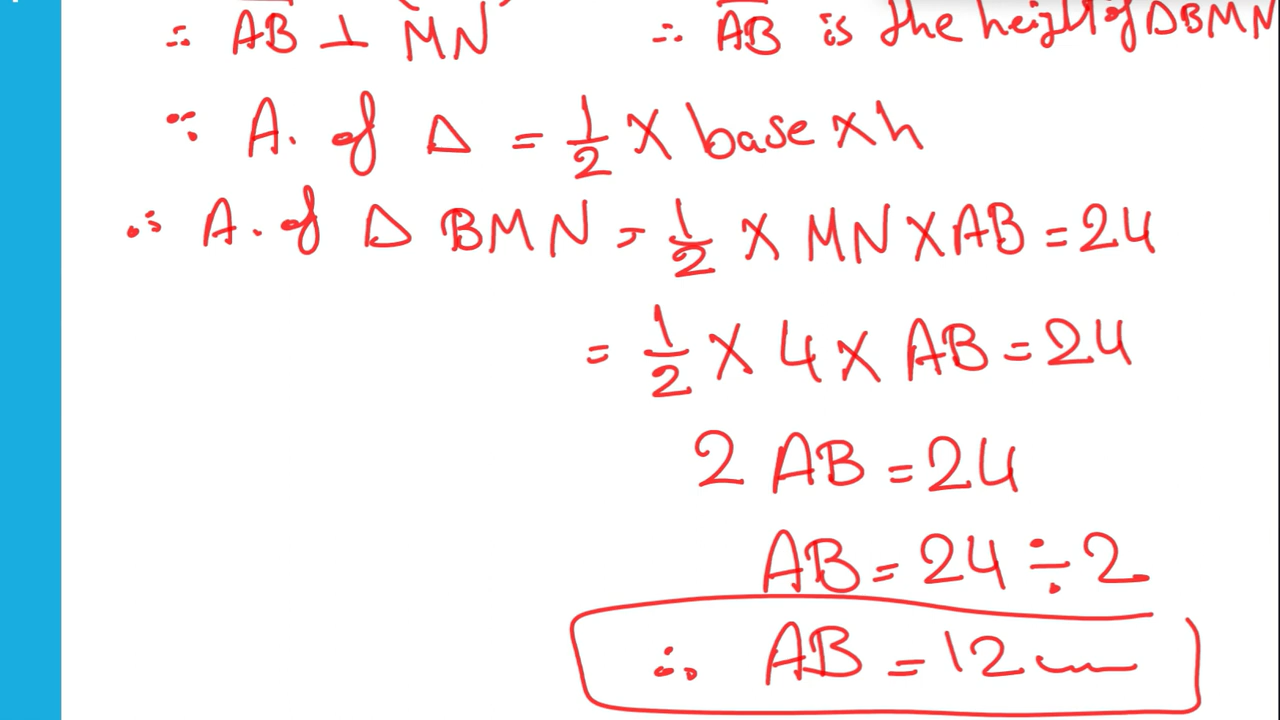 ∴ AB ⊥ MN ∴ AB is the height of ΔBMN
∵ A. of Δ = 1/2 × base × h
∴ A. of Δ BMN = 1/2 × MN × AB = 24
= 1/2 × 4 × AB = 24
2 AB = 24
AB = 24 ÷ 2
∴ AB = 12 cm